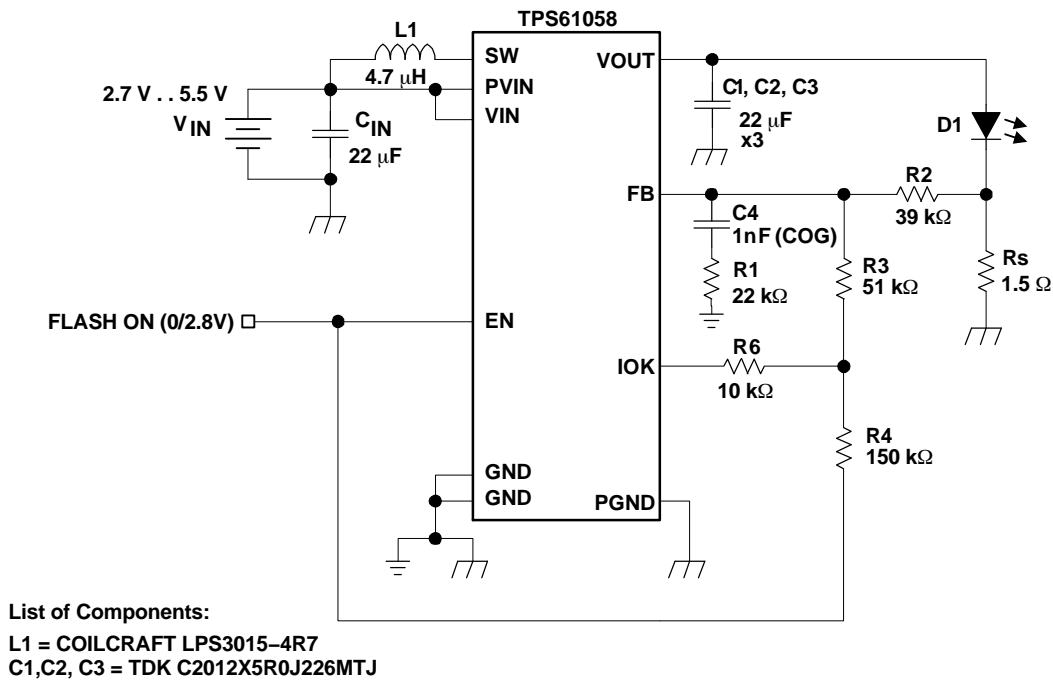 TPS61058
L1
SW
4.7 µH
VOUT
PVIN
VIN
2.7 V . . 5.5 V
VIN
CIN
22 µF
C1, C2, C3
22 µF
x3
D1
FB
R2
39 kΩ
C4
1nF (COG)
R1
22 kΩ
R3
51 kΩ
Rs
1.5 Ω
FLASH ON (0/2.8V)
EN
IOK
R6
10 kΩ
R4
150 kΩ
GND
GND
PGND
List of Components:
L1 = COILCRAFT LPS3015−4R7
C1,C2, C3 = TDK C2012X5R0J226MTJ